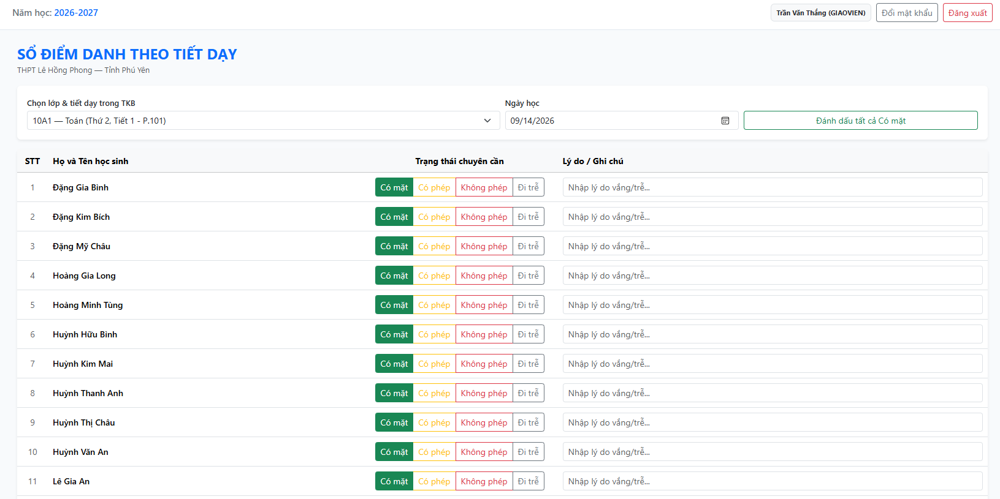 Năm học: 2026-2027
Trần Văn Thắng (GIAOVIEN)
Đổi mật khẩu
Đăng xuất
SỔ ĐIỂM DANH THEO TIẾT DẠY
THPT Lê Hồng Phong — Tỉnh Phú Yên
Chọn lớp & tiết dạy trong TKB
Ngày học
10A1 — Toán (Thứ 2, Tiết 1 - P.101)
09/14/2026
Đánh dấu tất cả Có mặt
STT Họ và Tên học sinh Trạng thái chuyên cần Lý do / Ghi chú
1 Đặng Gia Bình Có mặt Có phép Không phép Đi trễ Nhập lý do vắng/trễ...
2 Đặng Kim Bích Có mặt Có phép Không phép Đi trễ Nhập lý do vắng/trễ...
3 Đặng Mỹ Châu Có mặt Có phép Không phép Đi trễ Nhập lý do vắng/trễ...
4 Hoàng Gia Long Có mặt Có phép Không phép Đi trễ Nhập lý do vắng/trễ...
5 Hoàng Minh Tùng Có mặt Có phép Không phép Đi trễ Nhập lý do vắng/trễ...
6 Huỳnh Hữu Bình Có mặt Có phép Không phép Đi trễ Nhập lý do vắng/trễ...
7 Huỳnh Kim Mai Có mặt Có phép Không phép Đi trễ Nhập lý do vắng/trễ...
8 Huỳnh Thanh Anh Có mặt Có phép Không phép Đi trễ Nhập lý do vắng/trễ...
9 Huỳnh Thị Châu Có mặt Có phép Không phép Đi trễ Nhập lý do vắng/trễ...
10 Huỳnh Văn An Có mặt Có phép Không phép Đi trễ Nhập lý do vắng/trễ...
11 Lê Gia An Có mặt Có phép Không phép Đi trễ Nhập lý do vắng/trễ...